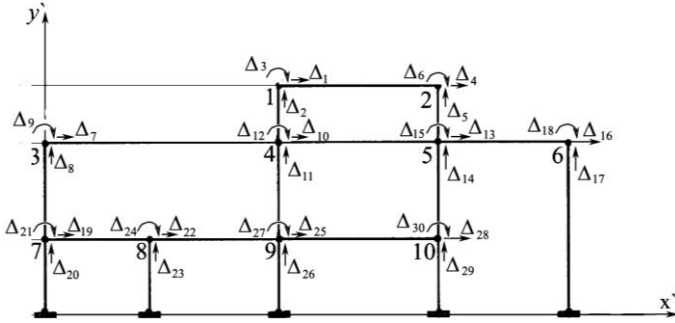 y`
Δ3 Δ1 Δ6 Δ4
1 Δ2 2 Δ5
Δ9 Δ7 Δ12 Δ10 Δ15 Δ13 Δ18 Δ16
3 Δ8 4 Δ11 5 Δ14 6 Δ17
Δ21 Δ19 Δ24 Δ22 Δ27 Δ25 Δ30 Δ28
7 Δ20 8 Δ23 9 Δ26 10 Δ29
x`